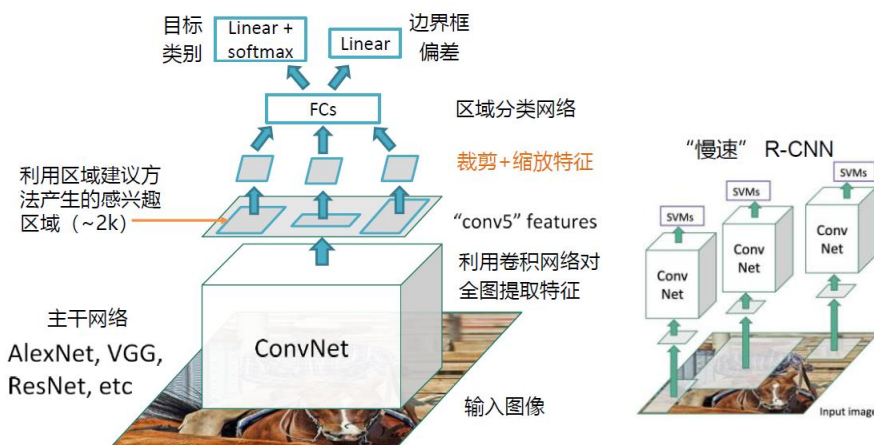 目标
类别
Linear +
softmax
Linear
边界框
偏差
FCs
区域分类网络
裁剪+缩放特征
利用区域建议方
法产生的感兴趣
区域（~2k）
“conv5” features
利用卷积网络对
全图提取特征
主干网络
AlexNet, VGG,
ResNet, etc
ConvNet
输入图像
“慢速” R-CNN
SVMs
SVMs
SVMs
Conv
Net
Conv
Net
Conv
Net
Input image